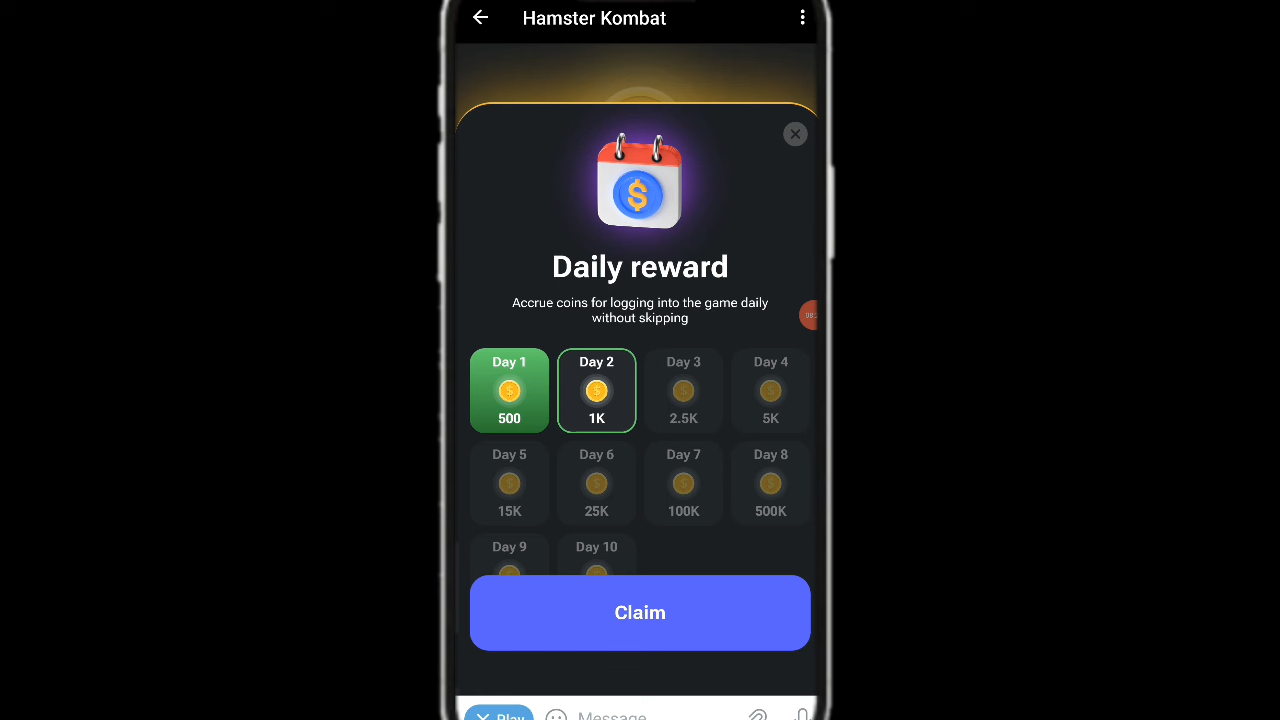 Hamster Kombat
Daily reward
Accrue coins for logging into the game daily
without skipping
Day 1 Day 2 Day 3 Day 4
500 1K 2.5K 5K
Day 5 Day 6 Day 7 Day 8
15K 25K 100K 500K
Day 9 Day 10
Claim
Play Message